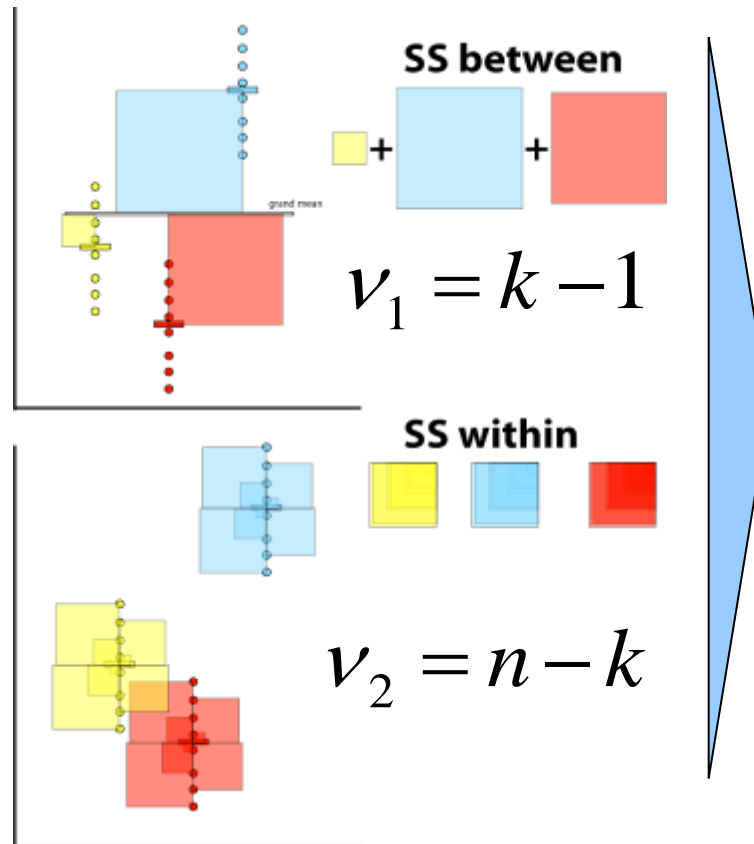 SS between
+ +
grand mean
ν₁ = k − 1
SS within
ν₂ = n − k